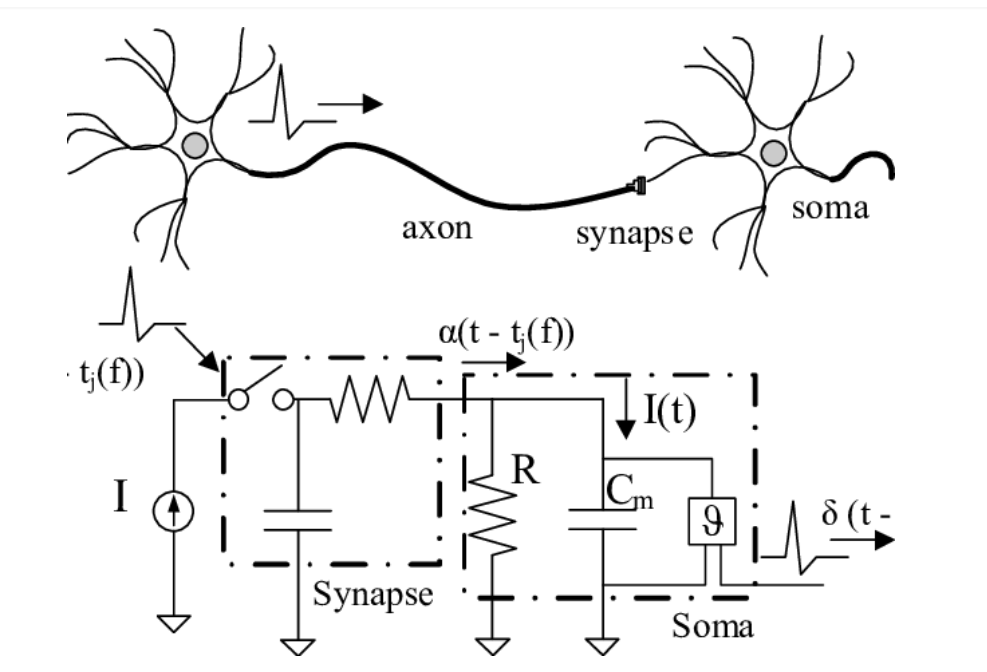 axon
synapse
soma
α(t - tj(f))
tj(f))
I(t)
I
R
Cm
ϑ
δ (t -
Synapse
Soma